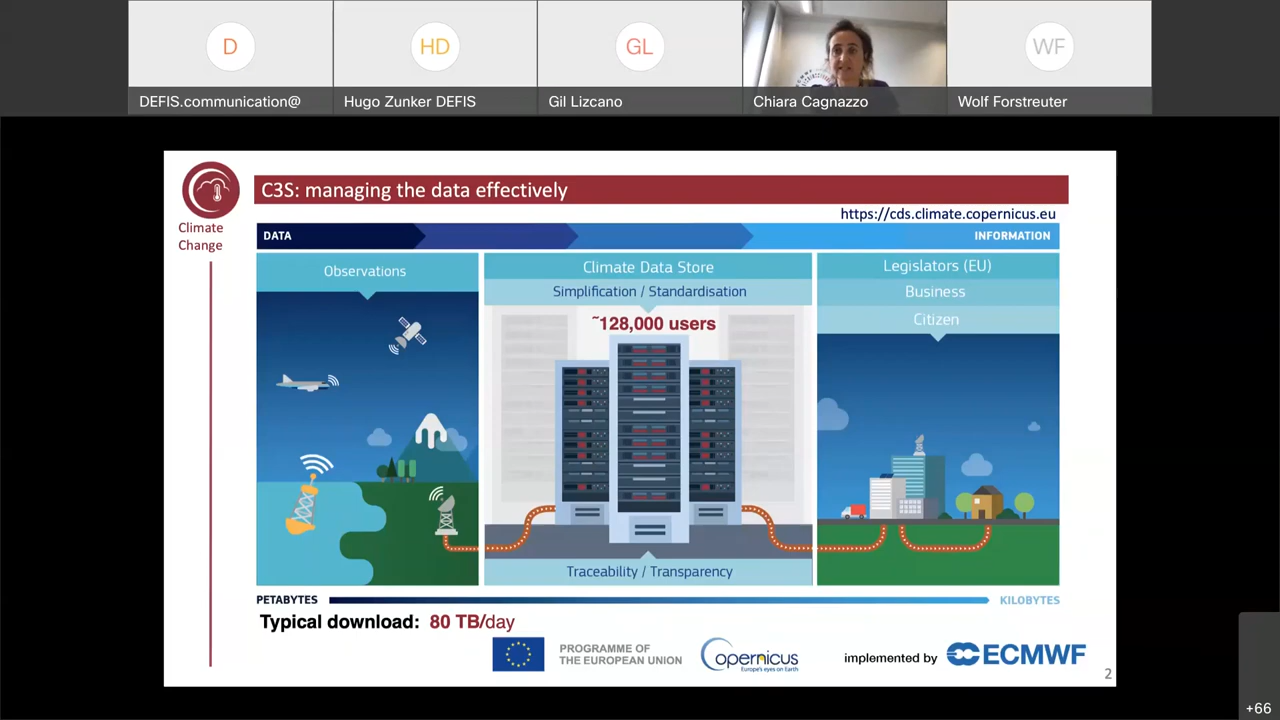 D
HD
GL
WF
DEFIS.communication@
Hugo Zunker DEFIS
Gil Lizcano
Chiara Cagnazzo
Wolf Forstreuter
C3S: managing the data effectively
Climate
Change
https://cds.climate.copernicus.eu
DATA
INFORMATION
Observations
Climate Data Store
Simplification / Standardisation
~128,000 users
Traceability / Transparency
Legislators (EU)
Business
Citizen
PETABYTES
KILOBYTES
Typical download: 80 TB/day
PROGRAMME OF
THE EUROPEAN UNION
opernicus
Europe's eyes on Earth
implemented by
ECMWF
2
+66